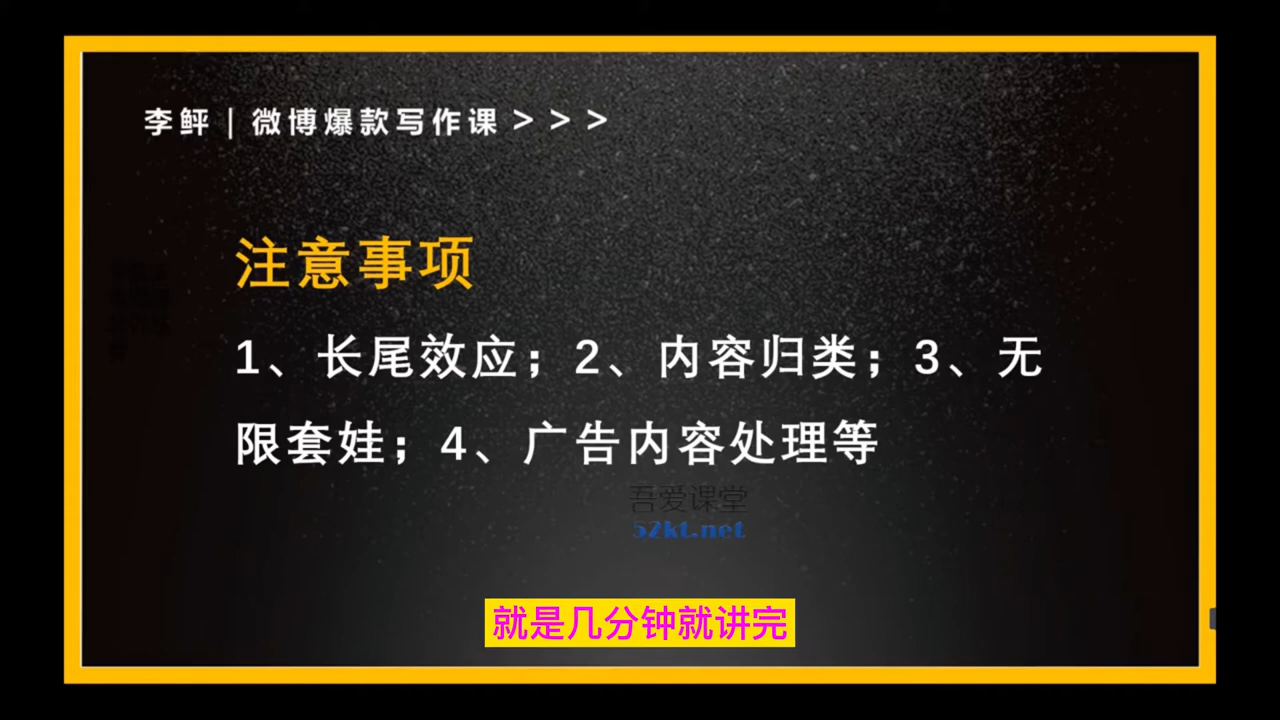 李鲆 | 微博爆款写作课 > > >
注意事项
1、长尾效应；2、内容归类；3、无
限套娃；4、广告内容处理等
吾爱课堂
52kt.net
就是几分钟就讲完